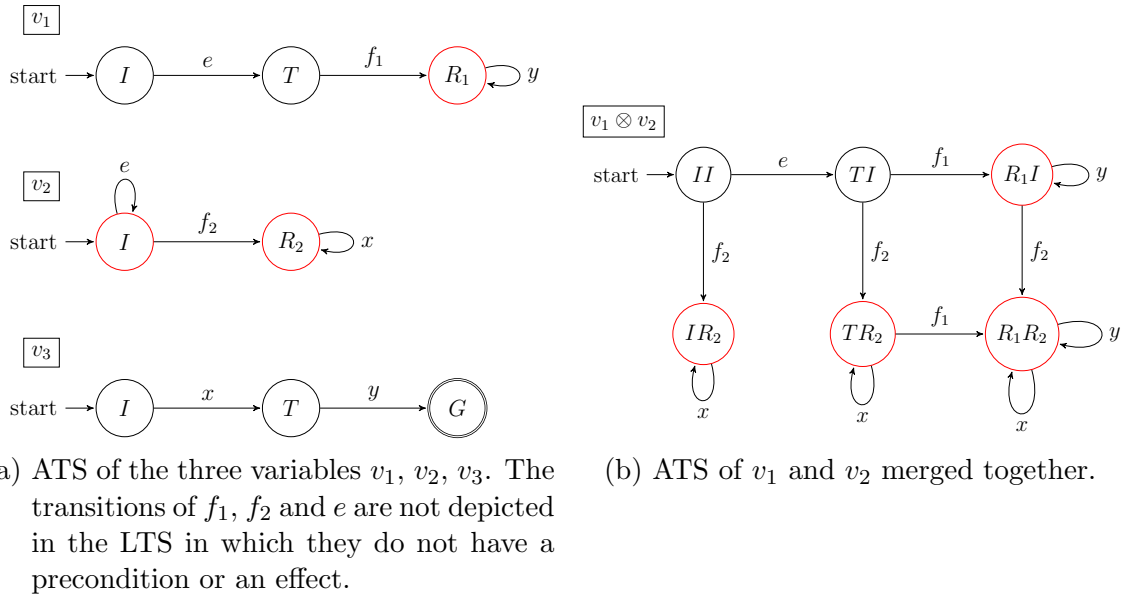 v₁
start I e T f₁ R₁ y
v₂
e
start I f₂ R₂ x
v₃
start I x T y G
a) ATS of the three variables v₁, v₂, v₃. The
transitions of f₁, f₂ and e are not depicted
in the LTS in which they do not have a
precondition or an effect.
v₁ ⊗ v₂
start II e TI f₁ R₁I y
f₂ f₂ f₂
IR₂ TR₂ f₁ R₁R₂ y
x x x
(b) ATS of v₁ and v₂ merged together.